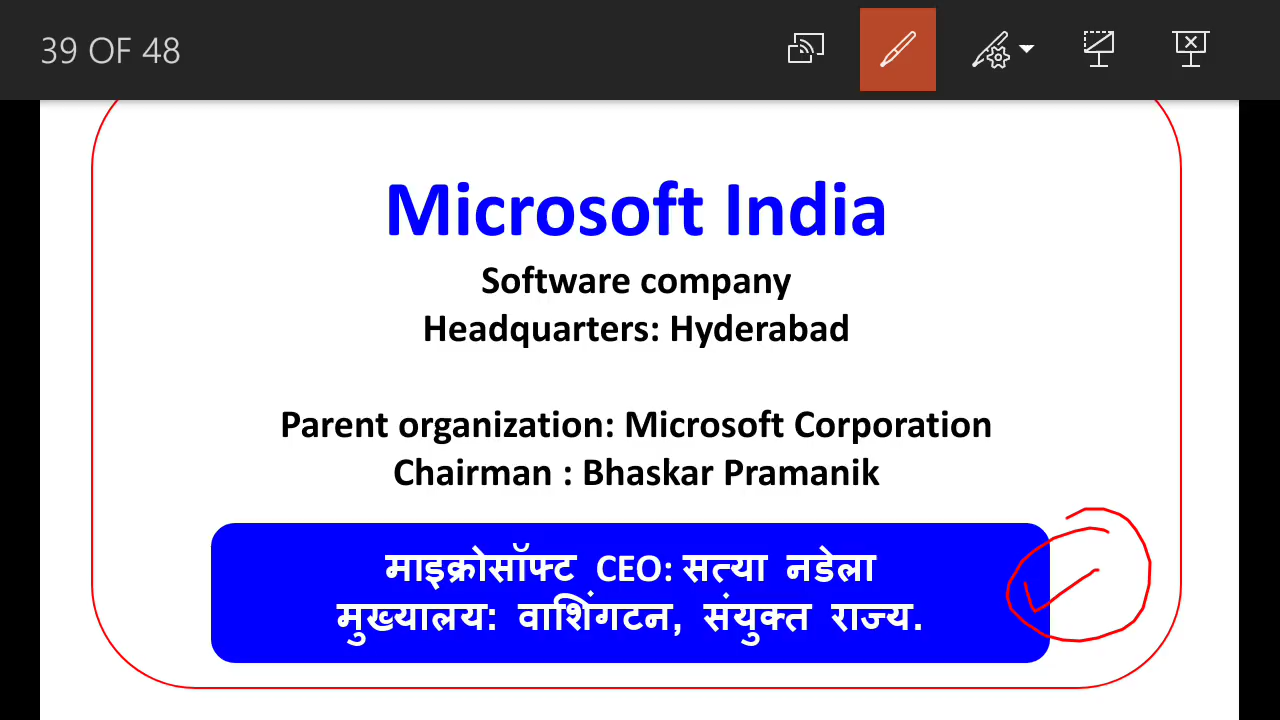 39 OF 48
Microsoft India
Software company
Headquarters: Hyderabad
Parent organization: Microsoft Corporation
Chairman : Bhaskar Pramanik
माइक्रोसॉफ्ट CEO: सत्या नडेला
मुख्यालय: वाशिंगटन, संयुक्त राज्य.